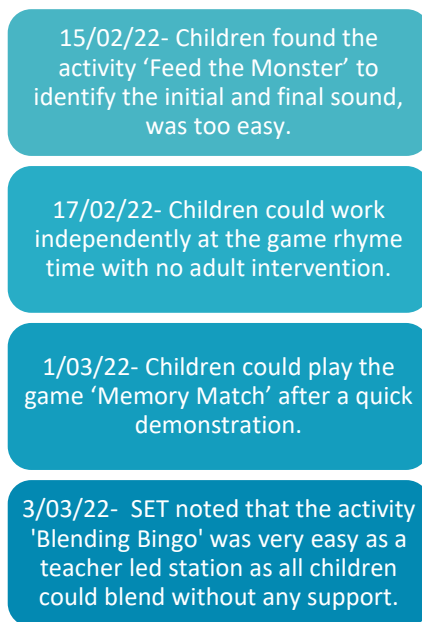 15/02/22- Children found the
activity ‘Feed the Monster’ to
identify the initial and final sound,
was too easy.
17/02/22- Children could work
independently at the game rhyme
time with no adult intervention.
1/03/22- Children could play the
game ‘Memory Match’ after a quick
demonstration.
3/03/22- SET noted that the activity
'Blending Bingo' was very easy as a
teacher led station as all children
could blend without any support.